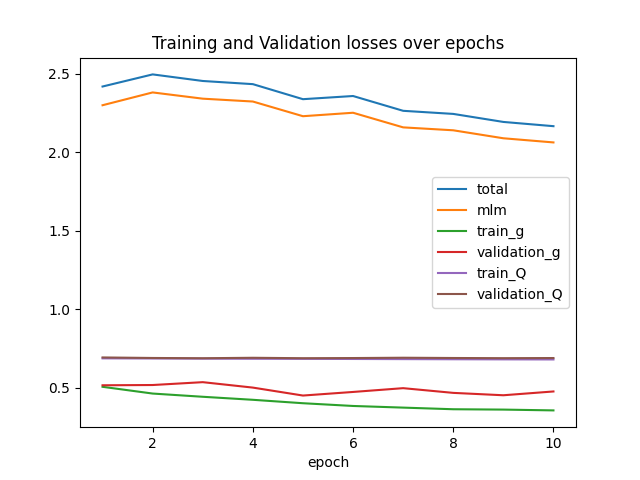 Training and Validation losses over epochs
2.5
2.0
1.5
1.0
0.5
total
mlm
train_g
validation_g
train_Q
validation_Q
2 4 6 8 10
epoch